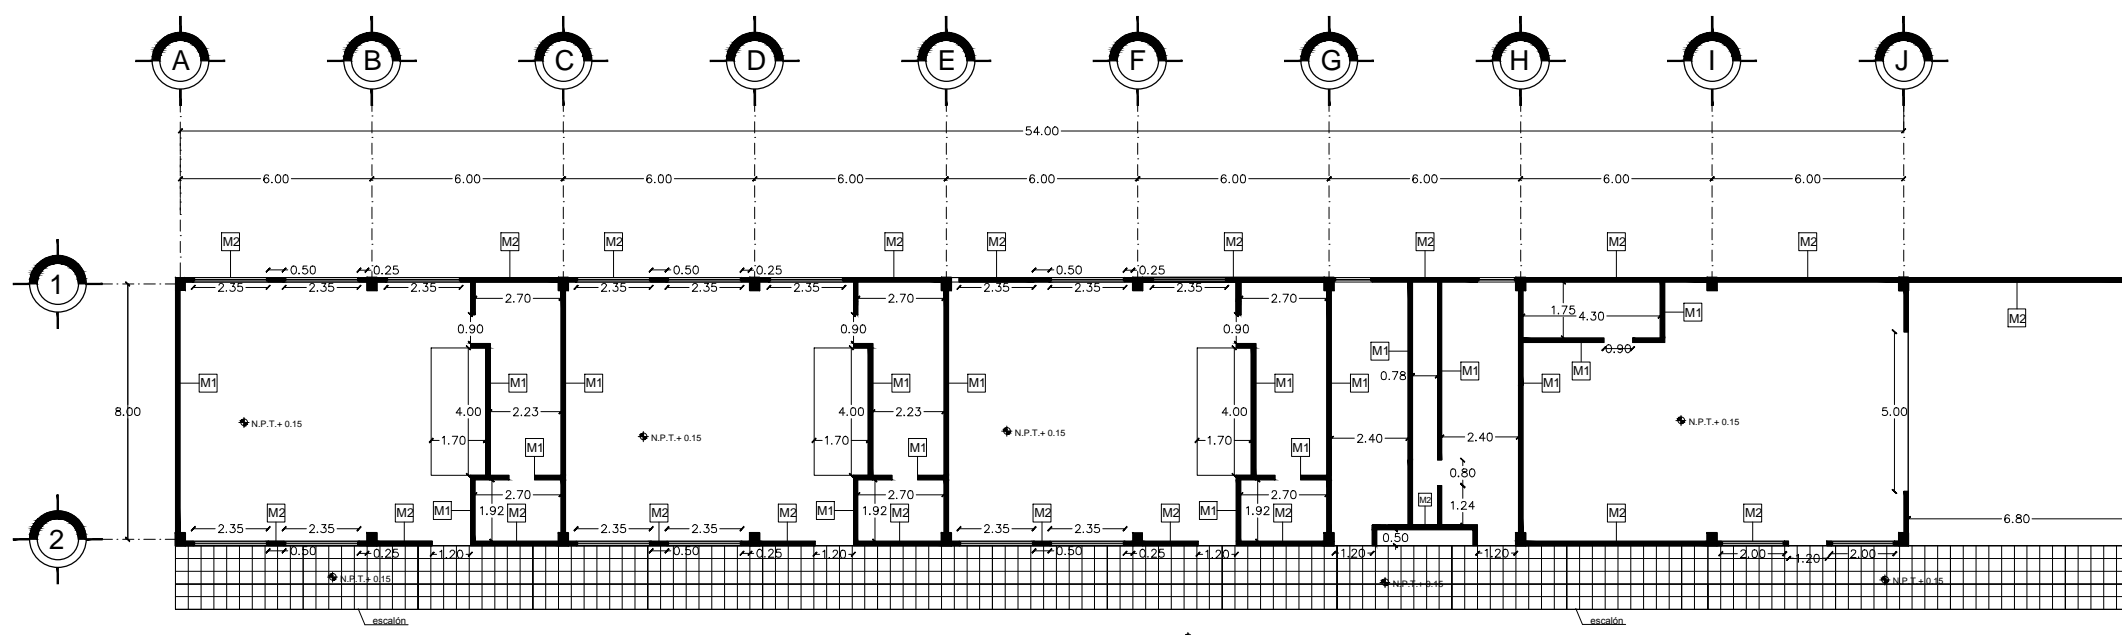 A B C D E F G H I J
54.00
6.00 6.00 6.00 6.00 6.00 6.00 6.00 6.00 6.00
M2 M2 M2 M2 M2 M2 M2 M2 M2
0.50 0.25 0.50 0.25 0.50 0.25
1
2.35 2.35 2.35 2.35 2.35 2.35 2.35 2.35 2.35
2.70 2.70 2.70
1.75 4.30 M1 M2
0.90 0.90 0.90
M1 0.90
M1
0.78 M1
M1 M1 M1 M1 M1 M1 M1 M1
8.00 4.00 2.23 4.00 2.23 4.00 5.00
N.P.T.+ 0.15 N.P.T.+ 0.15 N.P.T.+ 0.15 N.P.T.+ 0.15
1.70 1.70 1.70 2.40 2.40
M1 M1 M1
0.80
2.70 2.70 2.70
M2 M2 M1 1.92 M2 M2 M2 M1 1.92 M2 M2 M2 M1 1.92 M2 M2 1.24 M2 M2
6.80
2.35 2.35 2.35 2.35 2.35 2.35
2
0.50
0.50 0.25 1.20 0.50 0.25 1.20 0.50 0.25 1.20 1.20 1.20 2.00 1.20 2.00
N.P.T.+ 0.15 N.P.T.+ 0.15 N.P.T.+ 0.15
escalón escalón